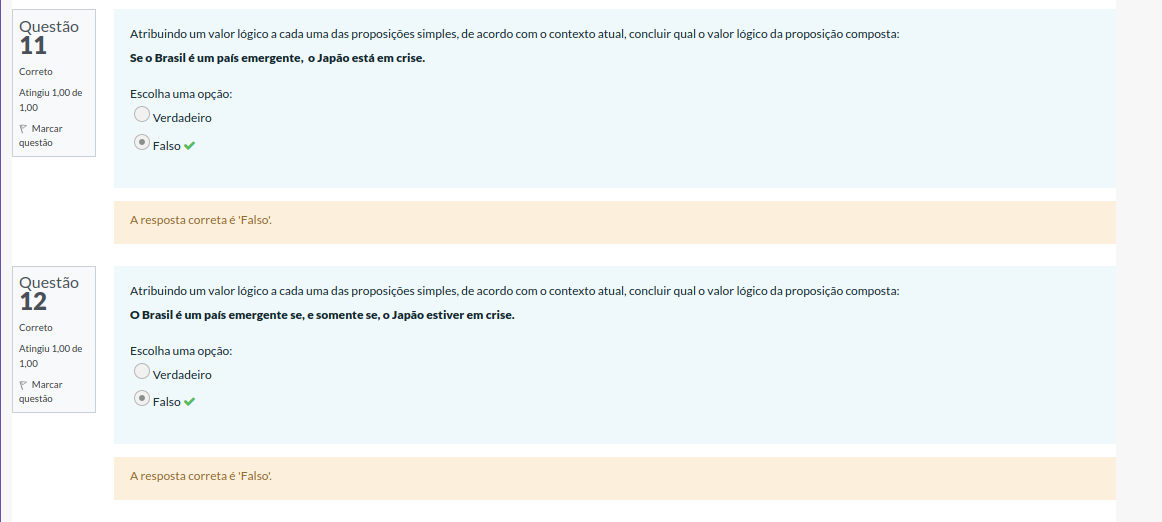 Questão
11
Correto
Atingiu 1,00 de
1,00
Marcar
questão
Atribuindo um valor lógico a cada uma das proposições simples, de acordo com o contexto atual, concluir qual o valor lógico da proposição composta:
Se o Brasil é um país emergente, o Japão está em crise.
Escolha uma opção:
Verdadeiro
Falso
A resposta correta é 'Falso'.
Questão
12
Correto
Atingiu 1,00 de
1,00
Marcar
questão
Atribuindo um valor lógico a cada uma das proposições simples, de acordo com o contexto atual, concluir qual o valor lógico da proposição composta:
O Brasil é um país emergente se, e somente se, o Japão estiver em crise.
Escolha uma opção:
Verdadeiro
Falso
A resposta correta é 'Falso'.